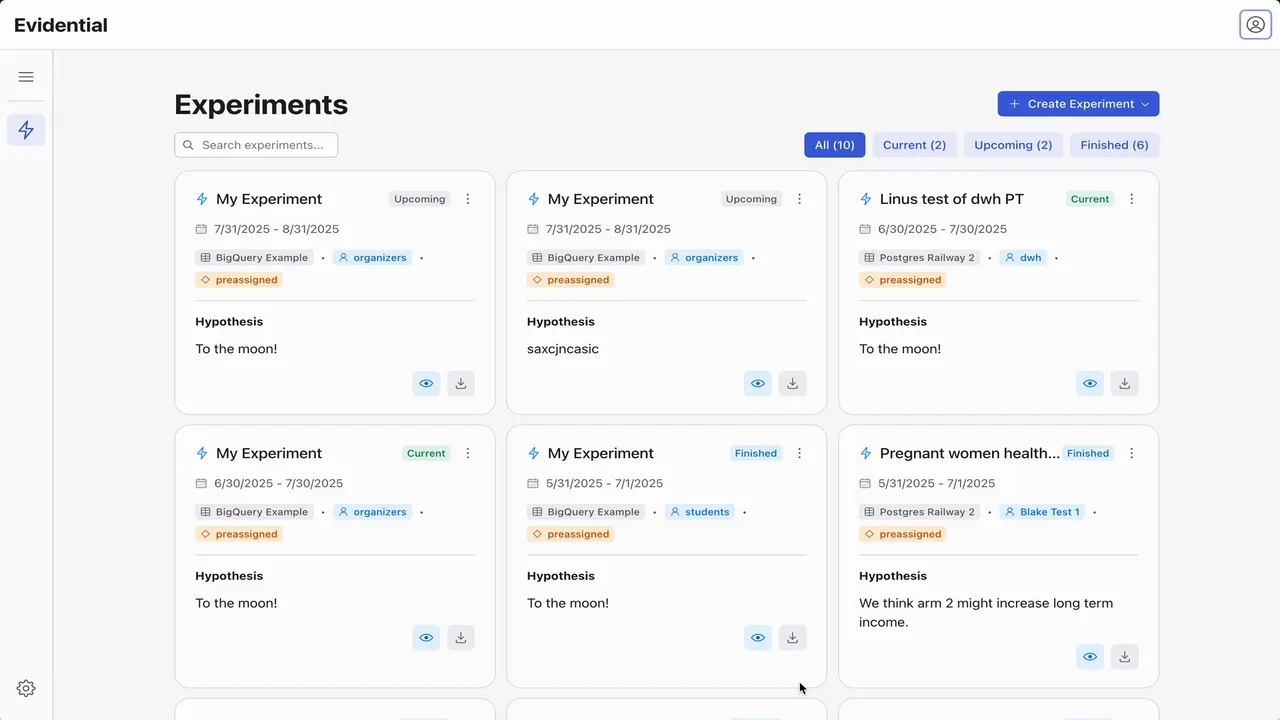 Evidential
Experiments
Create Experiment
Search experiments...
All (10)
Current (2)
Upcoming (2)
Finished (6)
My Experiment
Upcoming
7/31/2025 - 8/31/2025
BigQuery Example • organizers •
preassigned
Hypothesis
To the moon!
My Experiment
Upcoming
7/31/2025 - 8/31/2025
BigQuery Example • organizers •
preassigned
Hypothesis
saxcjncasic
Linus test of dwh PT
Current
6/30/2025 - 7/30/2025
Postgres Railway 2 • dwh •
preassigned
Hypothesis
To the moon!
My Experiment
Current
6/30/2025 - 7/30/2025
BigQuery Example • organizers •
preassigned
Hypothesis
To the moon!
My Experiment
Finished
5/31/2025 - 7/1/2025
BigQuery Example • students •
preassigned
Hypothesis
To the moon!
Pregnant women health...
Finished
5/31/2025 - 7/1/2025
Postgres Railway 2 • Blake Test 1 •
preassigned
Hypothesis
We think arm 2 might increase long term
income.